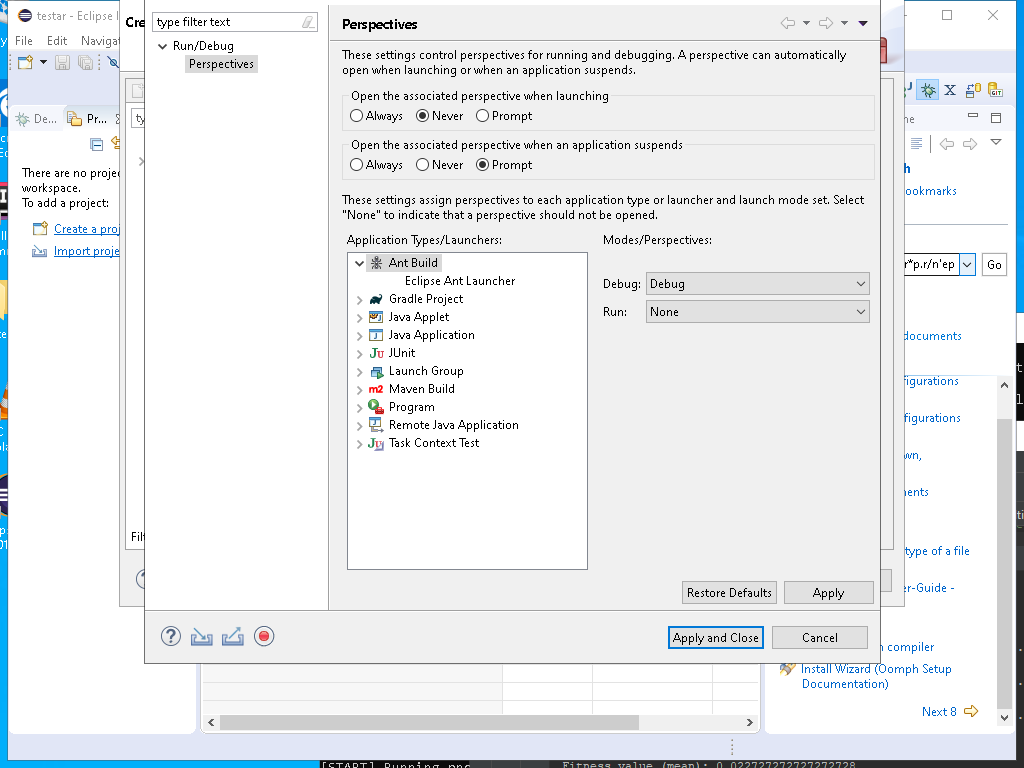 testar - Eclipse
Cre
File Edit Naviga
De...
Pr...
There are no proje
workspace.
To add a project:
Create a proj
Import proje
type filter text
Run/Debug
Perspectives
Perspectives
These settings control perspectives for running and debugging. A perspective can automatically
open when launching or when an application suspends.
Open the associated perspective when launching
Always Never Prompt
Open the associated perspective when an application suspends
Always Never Prompt
These settings assign perspectives to each application type or launcher and launch mode set. Select
"None" to indicate that a perspective should not be opened.
Application Types/Launchers:
Ant Build
Eclipse Ant Launcher
Gradle Project
Java Applet
Java Application
JUnit
Launch Group
Maven Build
Program
Remote Java Application
Task Context Test
Modes/Perspectives:
Debug: Debug
Run: None
Restore Defaults Apply
Apply and Close Cancel
Filt
ne
h
ookmarks
r*p.r/n'ep
Go
documents
figurations
figurations
wn,
ments
type of a file
er-Guide -
n compiler
Install Wizard (Oomph Setup
Documentation)
Next 8
[START] Running
Fitness value (mean): 0.022727272727272728